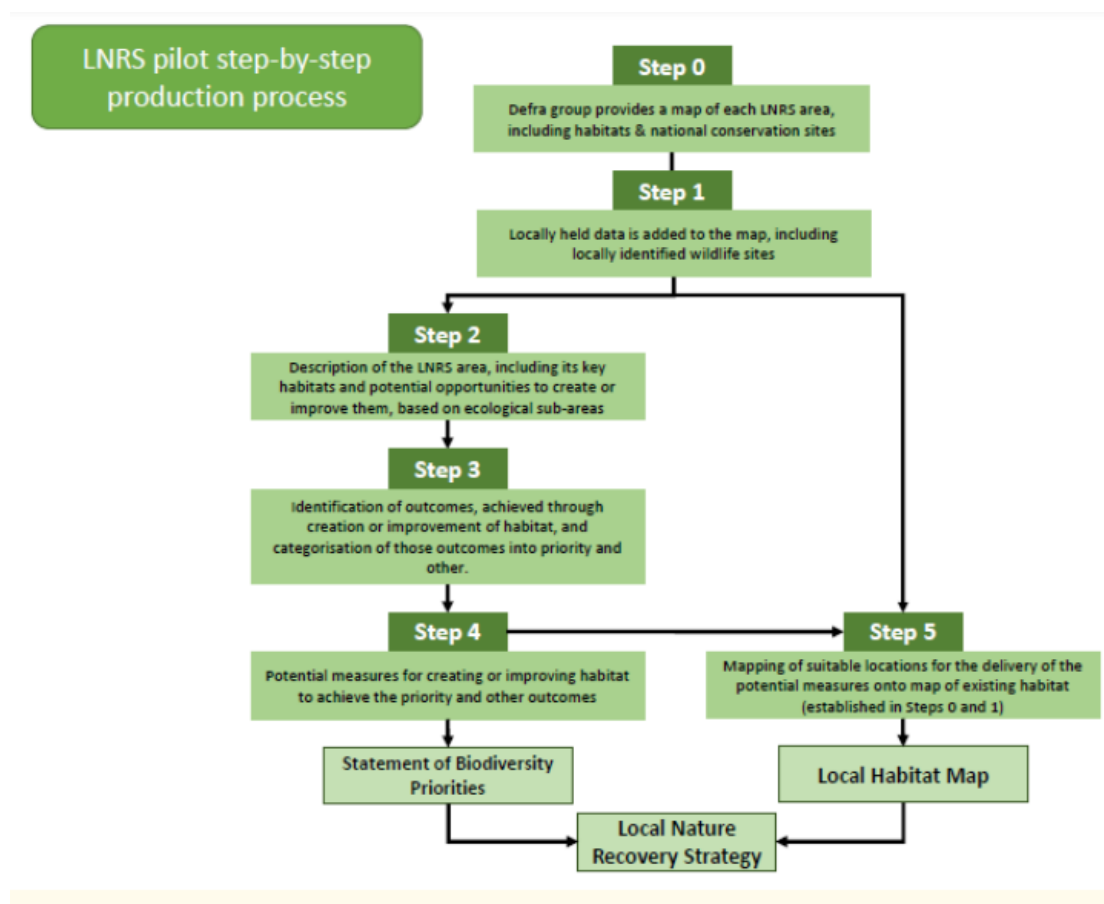 LNRS pilot step-by-step
production process
Step 0
Defra group provides a map of each LNRS area,
including habitats & national conservation sites
Step 1
Locally held data is added to the map, including
locally identified wildlife sites
Step 2
Description of the LNRS area, including its key
habitats and potential opportunities to create or
improve them, based on ecological sub-areas
Step 3
Identification of outcomes, achieved through
creation or improvement of habitat, and
categorisation of those outcomes into priority and
other.
Step 4
Potential measures for creating or improving habitat
to achieve the priority and other outcomes
Step 5
Mapping of suitable locations for the delivery of the
potential measures onto map of existing habitat
(established in Steps 0 and 1)
Statement of Biodiversity
Priorities
Local Habitat Map
Local Nature
Recovery Strategy